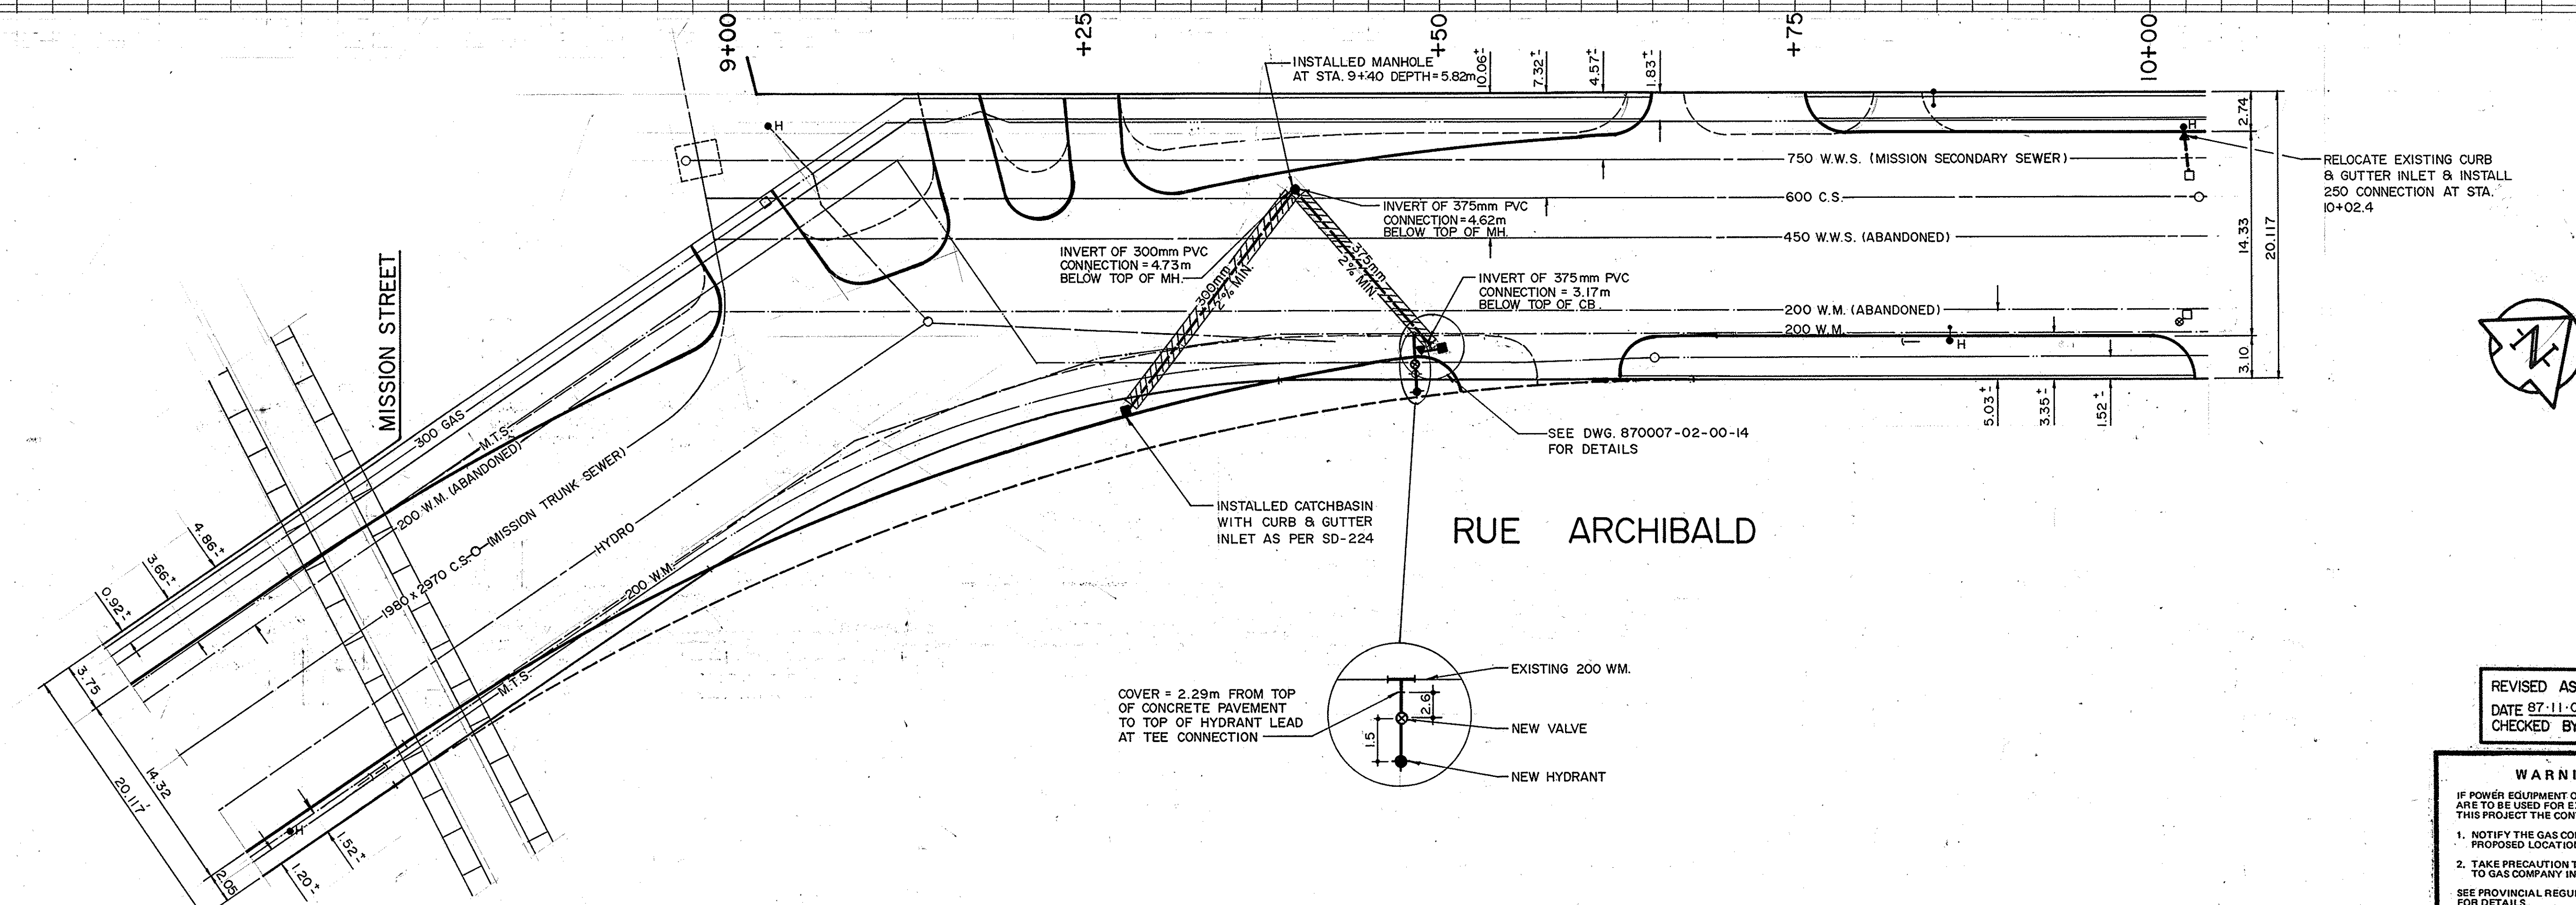 9+00
+25
+50
+75
10+00
INSTALLED MANHOLE
AT STA. 9+40 DEPTH=5.82m
10.06±
7.32±
4.57±
1.83±
2.74
14.33
20.117
3.10
H
H
750 W.W.S. (MISSION SECONDARY SEWER)
600 C.S.
450 W.W.S. (ABANDONED)
200 W.M. (ABANDONED)
200 W.M.
H
RELOCATE EXISTING CURB
& GUTTER INLET & INSTALL
250 CONNECTION AT STA.
10+02.4
INVERT OF 375mm PVC
CONNECTION=4.62m
BELOW TOP OF MH.
INVERT OF 300mm PVC
CONNECTION = 4.73m
BELOW TOP OF MH.
300mm
2% MIN.
375mm
2% MIN.
INVERT OF 375mm PVC
CONNECTION = 3.17m
BELOW TOP OF CB.
N
5.03±
3.35±
1.52±
SEE DWG. 870007-02-00-14
FOR DETAILS
MISSION STREET
300 GAS
M.T.S.
200 W.M. (ABANDONED)
1980 x 2970 C.S. (MISSION TRUNK SEWER)
HYDRO
200 W.M.
M.T.S.
4.86±
3.66±
0.92±
3.75
14.32
20.117
2.05
H
1.52±
1.20±
INSTALLED CATCHBASIN
WITH CURB & GUTTER
INLET AS PER SD-224
RUE ARCHIBALD
EXISTING 200 WM.
COVER = 2.29m FROM TOP
OF CONCRETE PAVEMENT
TO TOP OF HYDRANT LEAD
AT TEE CONNECTION
2.6
1.5
NEW VALVE
NEW HYDRANT
REVISED AS
DATE 87·11·
CHECKED BY
WARNI
IF POWER EQUIPMENT O
ARE TO BE USED FOR E
THIS PROJECT THE CON
1. NOTIFY THE GAS CO
PROPOSED LOCATIO
2. TAKE PRECAUTION T
TO GAS COMPANY IN
SEE PROVINCIAL REGU
FOR DETAILS